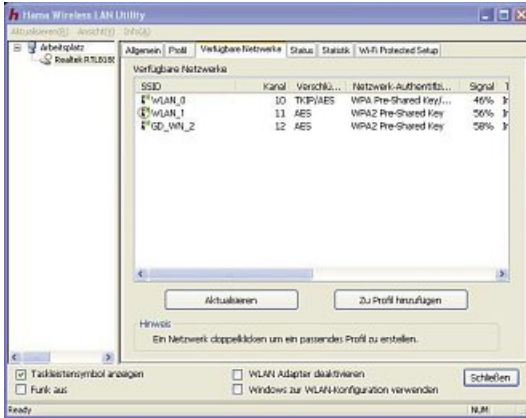 Hama Wireless LAN Utility
Aktualisieren(R) Ansicht(Y) Info(A)
Arbeitsplatz
Allgemein Profil Verfügbare Netzwerke Status Statistik Wi-Fi Protected Setup
Verfügbare Netzwerke
SSID Kanal Verschlü... Netzwerk-Authentifizi... Signal
WLAN_0 10 TKIP/AES WPA Pre-Shared Key/... 46%
WLAN_1 11 AES WPA2 Pre-Shared Key 56%
GD_WN_2 12 AES WPA2 Pre-Shared Key 58%
Aktualisieren Zu Profil hinzufügen
Hinweis
Ein Netzwerk doppelklicken um ein passendes Profil zu erstellen.
Taskleistensymbol anzeigen WLAN Adapter deaktivieren Schließen
Funk aus Windows zur WLAN-Konfiguration verwenden
Ready NUM